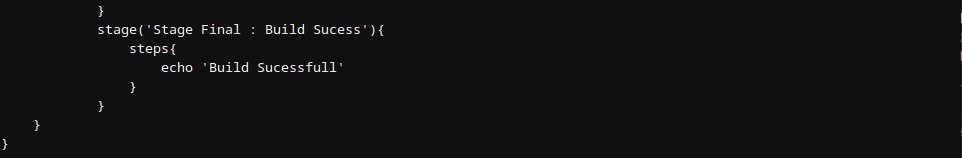 }
stage('Stage Final : Build Sucess'){
steps{
echo 'Build Sucessfull'
}
}
}
}